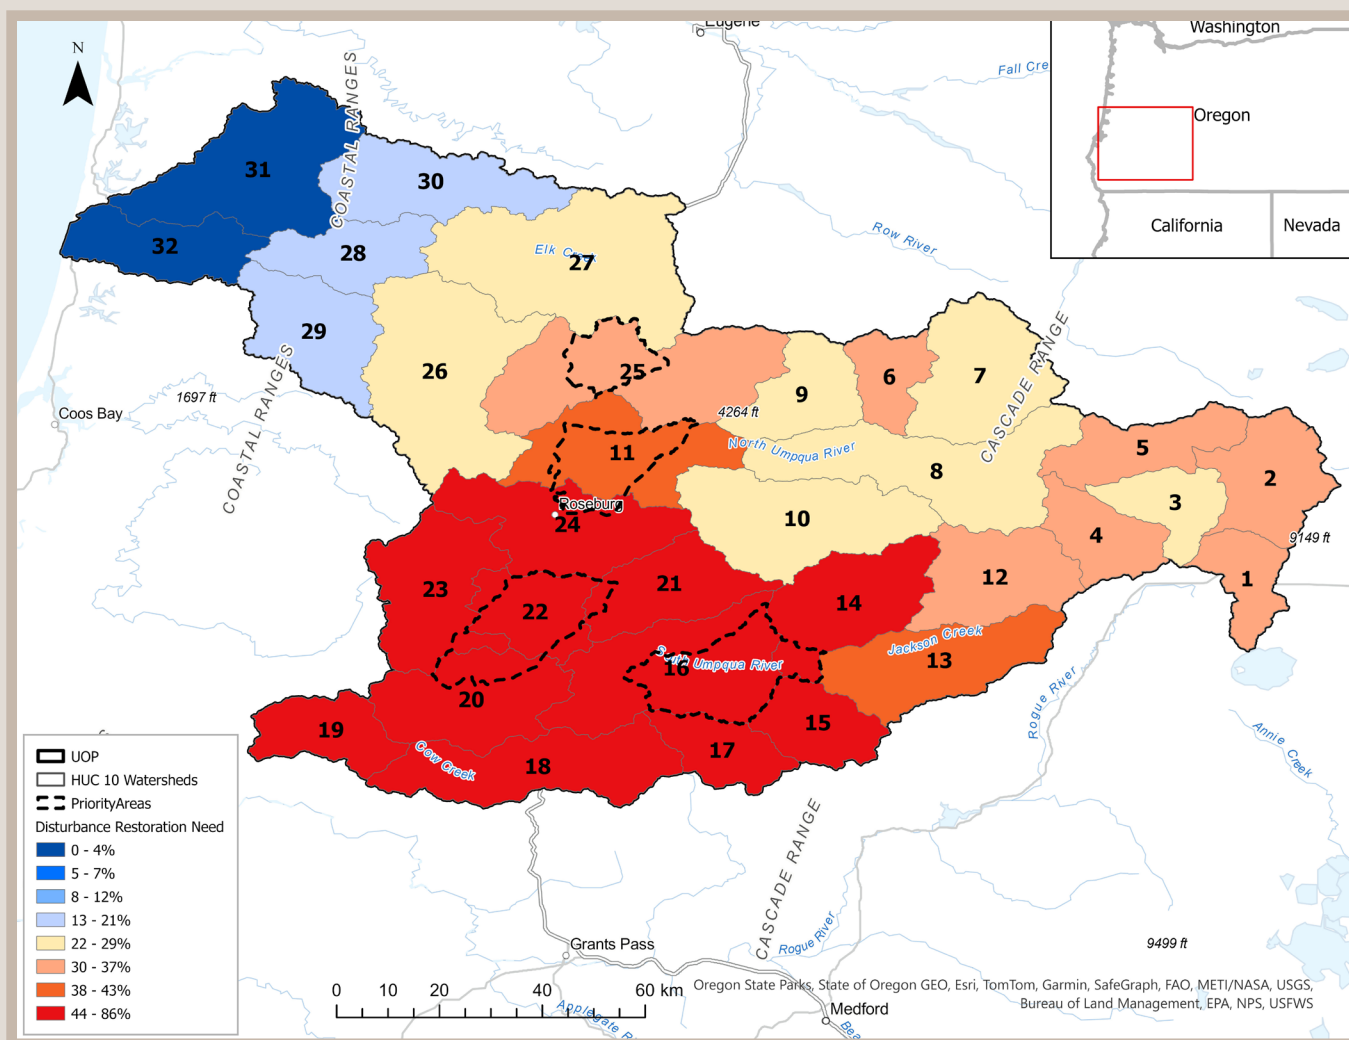 N
Eugene
Washington
Fall Cre
Oregon
COASTAL RANGES
31
30
California
Nevada
Row River
32
28
Elk Creek
27
29
26
25
6
7
9
CASCADE RANGE
1697 ft
COASTAL RANGES
Coos Bay
4264 ft
11
North Umpqua River
8
5
2
3
Roseburg
24
10
4
9149 ft
23
21
14
12
1
22
16
South Umpqua River
Jackson Creek
13
20
19
15
17
18
Cow Creek
Rogue River
Annie Creek
UOP
HUC 10 Watersheds
PriorityAreas
Disturbance Restoration Need
0 - 4%
5 - 7%
8 - 12%
13 - 21%
22 - 29%
30 - 37%
38 - 43%
44 - 86%
CASCADE RANGE
Rogue River
Grants Pass
9499 ft
0 10 20 40 60 km
Applegate R
Medford
Bea
Oregon State Parks, State of Oregon GEO, Esri, TomTom, Garmin, SafeGraph, FAO, METI/NASA, USGS,
Bureau of Land Management, EPA, NPS, USFWS